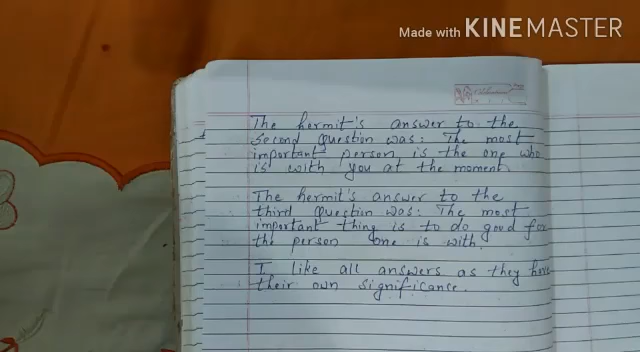 Made with KINEMASTER
The hermit's answer to the
second question was: The most
important person is the one who
is with you at the moment
The hermit's answer to the
third question was: The most
important thing is to do good for
the person one is with.
I like all answers as they have
their own significance.